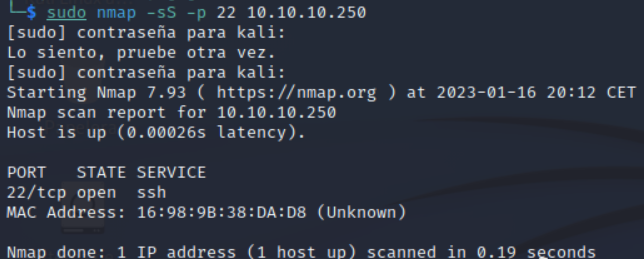 └─$ sudo nmap -sS -p 22 10.10.10.250
[sudo] contraseña para kali:
Lo siento, pruebe otra vez.
[sudo] contraseña para kali:
Starting Nmap 7.93 ( https://nmap.org ) at 2023-01-16 20:12 CET
Nmap scan report for 10.10.10.250
Host is up (0.00026s latency).
PORT   STATE SERVICE
22/tcp open  ssh
MAC Address: 16:98:9B:38:DA:D8 (Unknown)
Nmap done: 1 IP address (1 host up) scanned in 0.19 seconds